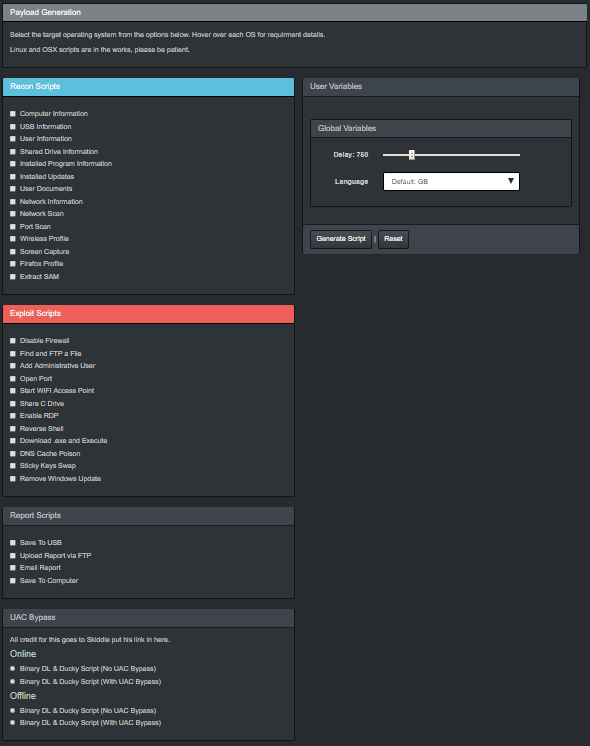 Payload Generation
Select the target operating system from the options below. Hover over each OS for requirment details.
Linux and OSX scripts are in the works, please be patient.
Recon Scripts
Computer Information
USB Information
User Information
Shared Drive Information
Installed Program Information
Installed Updates
User Documents
Network Information
Network Scan
Port Scan
Wireless Profile
Screen Capture
Firefox Profile
Extract SAM
User Variables
Global Variables
Delay: 750
Language
Default: GB
Generate Script | Reset
Exploit Scripts
Disable Firewall
Find and FTP a File
Add Administrative User
Open Port
Start WIFI Access Point
Share C Drive
Enable RDP
Reverse Shell
Download .exe and Execute
DNS Cache Poison
Sticky Keys Swap
Remove Windows Update
Report Scripts
Save To USB
Upload Report via FTP
Email Report
Save To Computer
UAC Bypass
All credit for this goes to Skiddie put his link in here.
Online
Binary DL & Ducky Script (No UAC Bypass)
Binary DL & Ducky Script (With UAC Bypass)
Offline
Binary DL & Ducky Script (No UAC Bypass)
Binary DL & Ducky Script (With UAC Bypass)